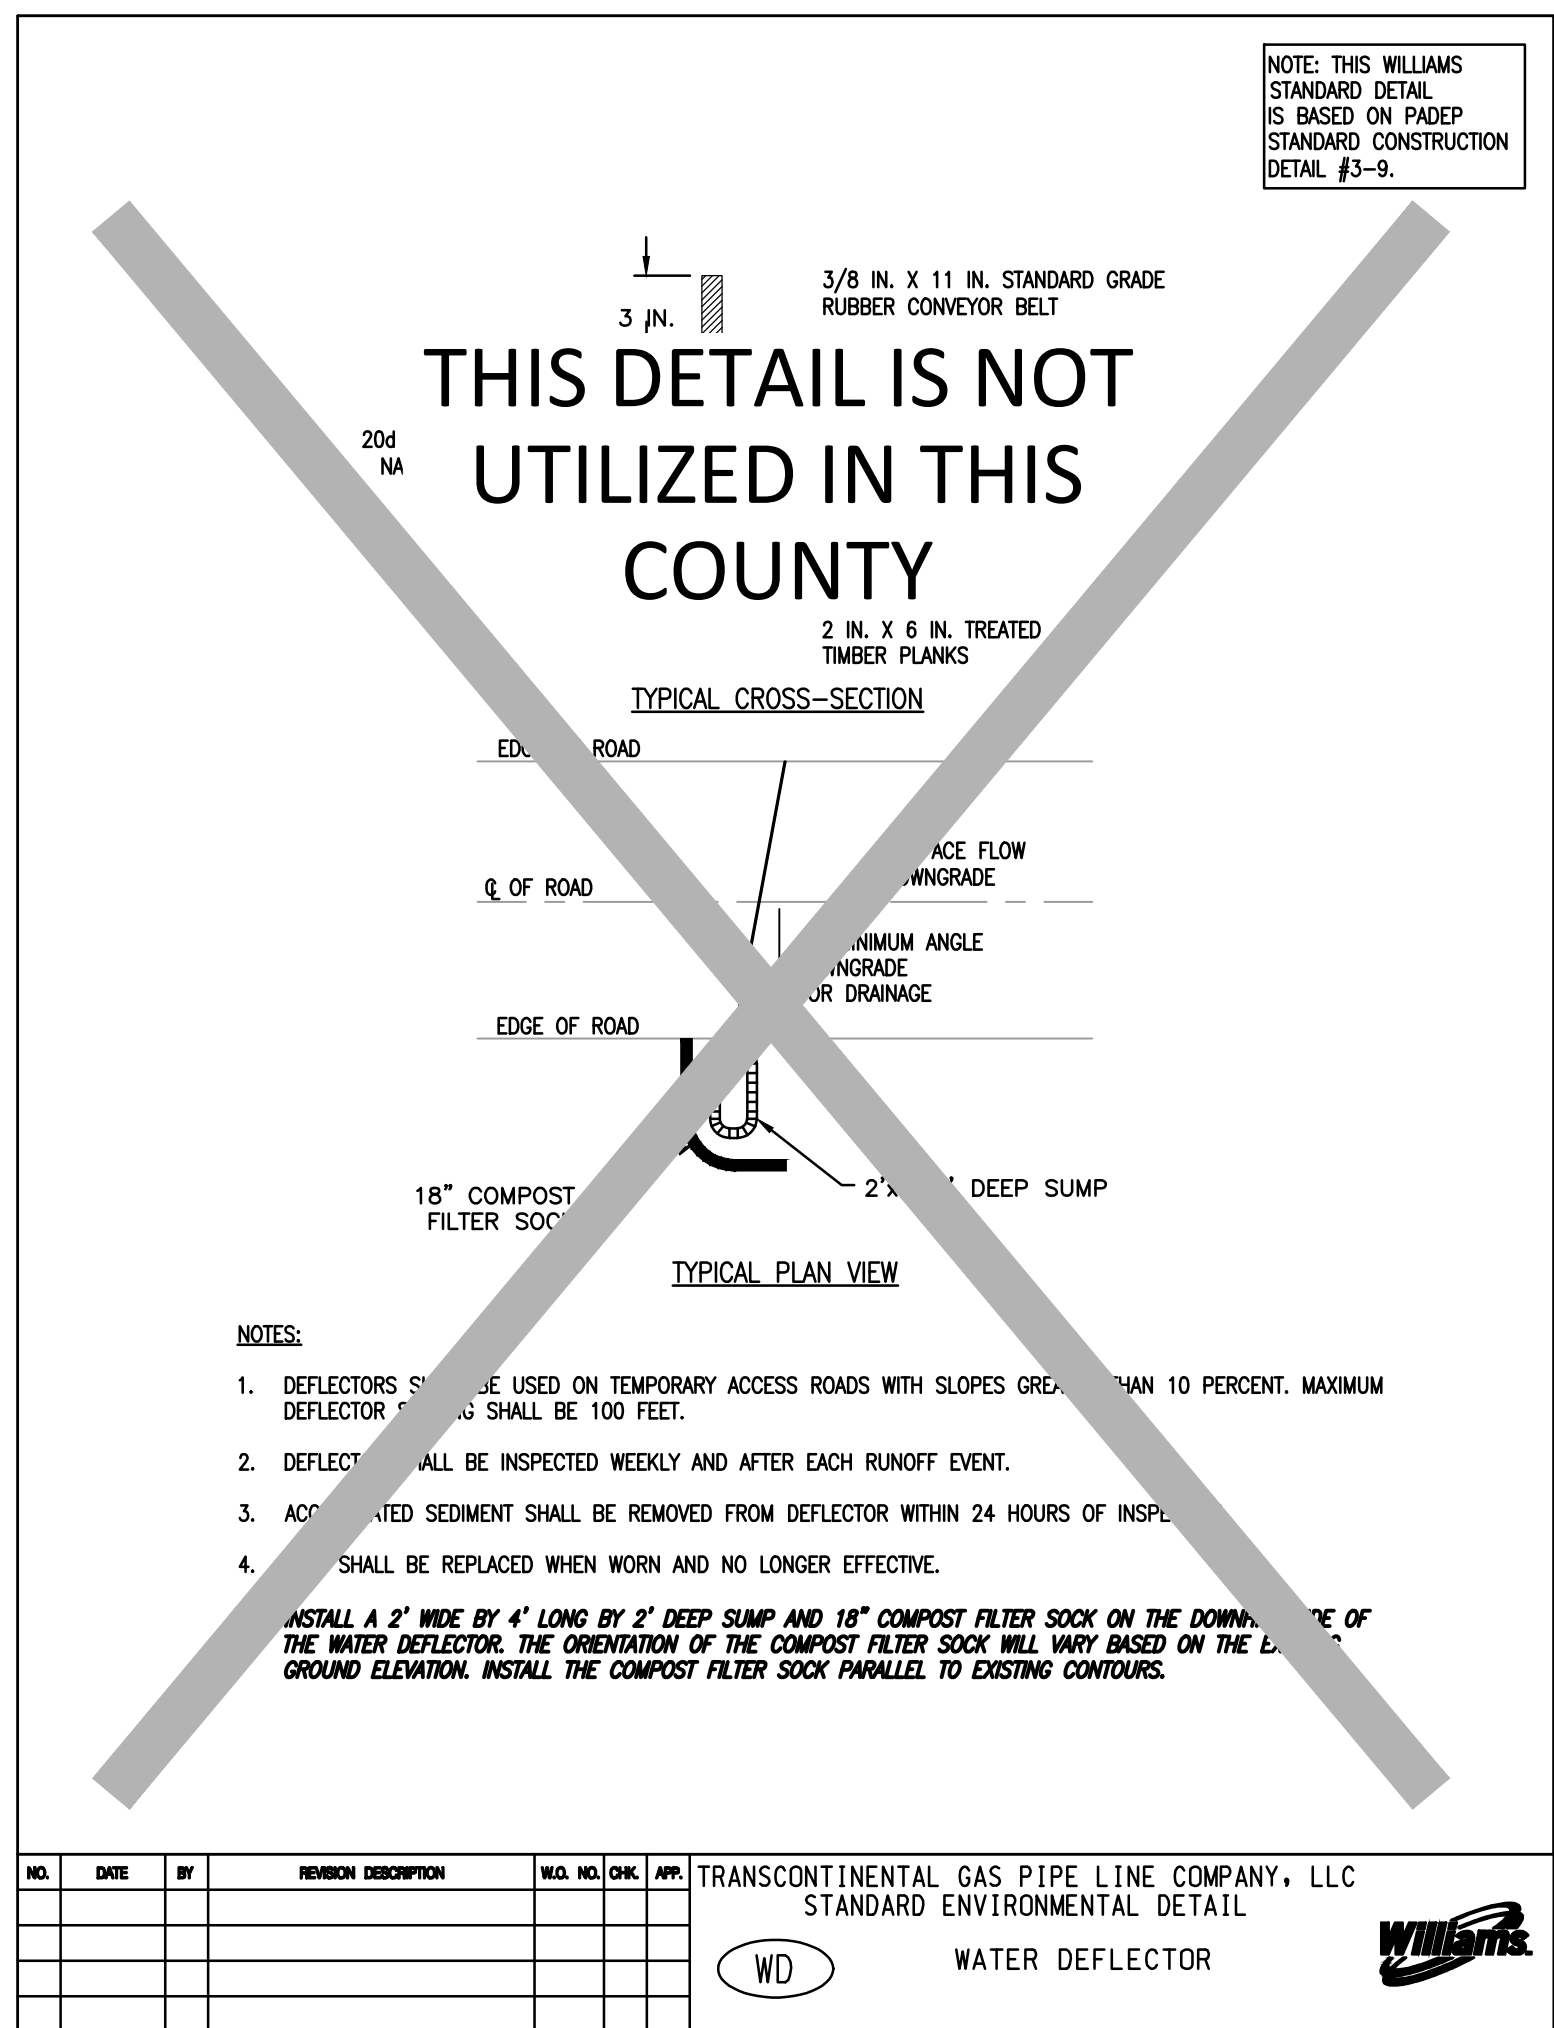 NOTE: THIS WILLIAMS
STANDARD DETAIL
IS BASED ON PADEP
STANDARD CONSTRUCTION
DETAIL #3-9.
3/8 IN. X 11 IN. STANDARD GRADE
RUBBER CONVEYOR BELT
3 IN.
THIS DETAIL IS NOT
UTILIZED IN THIS
COUNTY
20d
2 IN. X 6 IN. TREATED
TIMBER PLANKS
TYPICAL CROSS-SECTION
ROAD
FLOW
℄ OF ROAD
ANGLE
DRAINAGE
EDGE OF ROAD
18" COMPOST
FILTER
DEEP SUMP
TYPICAL PLAN VIEW
NOTES:
1. DEFLECTORS BE USED ON TEMPORARY ACCESS ROADS WITH SLOPES 10 PERCENT. MAXIMUM
DEFLECTOR SHALL BE 100 FEET.
2. BE INSPECTED WEEKLY AND AFTER EACH RUNOFF EVENT.
3. SEDIMENT SHALL BE REMOVED FROM DEFLECTOR WITHIN 24 HOURS OF
4. SHALL BE REPLACED WHEN WORN AND NO LONGER EFFECTIVE.
INSTALL A 2' WIDE BY 4' LONG BY 2' DEEP SUMP AND 18" COMPOST FILTER SOCK ON THE OF
THE WATER DEFLECTOR. THE ORIENTATION OF THE COMPOST FILTER SOCK WILL VARY BASED ON THE
GROUND ELEVATION. INSTALL THE COMPOST FILTER SOCK PARALLEL TO EXISTING CONTOURS.
NO. DATE BY REVISION DESCRIPTION W.O. NO. CHK. APP.
TRANSCONTINENTAL GAS PIPE LINE COMPANY, LLC
STANDARD ENVIRONMENTAL DETAIL
WD WATER DEFLECTOR
Williams.